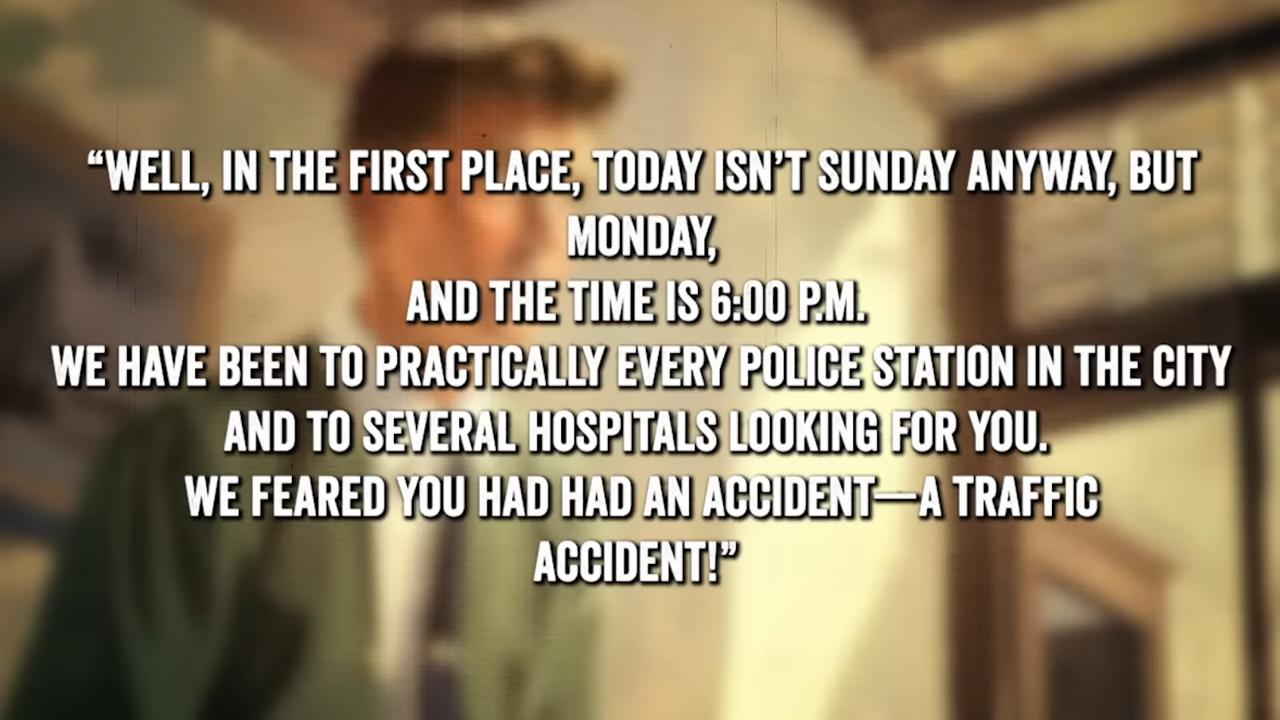 “WELL, IN THE FIRST PLACE, TODAY ISN’T SUNDAY ANYWAY, BUT
MONDAY,
AND THE TIME IS 6:00 P.M.
WE HAVE BEEN TO PRACTICALLY EVERY POLICE STATION IN THE CITY
AND TO SEVERAL HOSPITALS LOOKING FOR YOU.
WE FEARED YOU HAD HAD AN ACCIDENT—A TRAFFIC
ACCIDENT!”